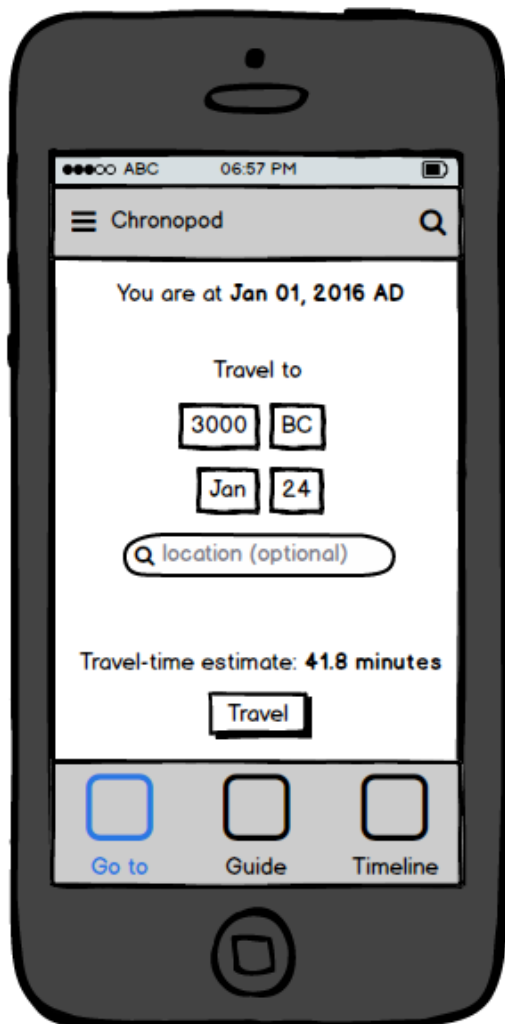 ABC 06:57 PM
Chronopod
You are at Jan 01, 2016 AD
Travel to
3000 BC
Jan 24
location (optional)
Travel-time estimate: 41.8 minutes
Travel
Go to Guide Timeline